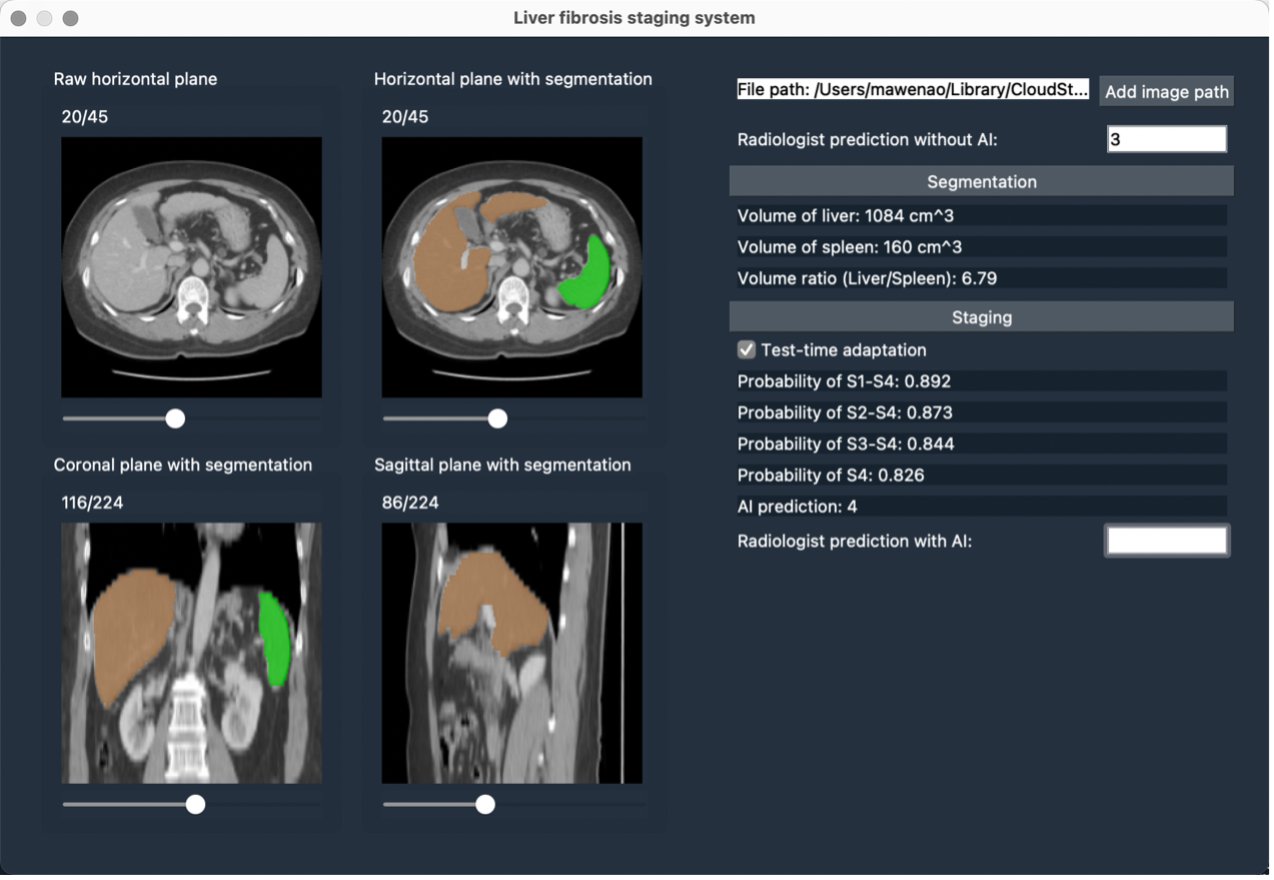 Liver fibrosis staging system
Raw horizontal plane
20/45
Horizontal plane with segmentation
20/45
Coronal plane with segmentation
116/224
Sagittal plane with segmentation
86/224
File path: /Users/mawenao/Library/CloudSt...
Add image path
Radiologist prediction without AI:
3
Segmentation
Volume of liver: 1084 cm^3
Volume of spleen: 160 cm^3
Volume ratio (Liver/Spleen): 6.79
Staging
Test-time adaptation
Probability of S1-S4: 0.892
Probability of S2-S4: 0.873
Probability of S3-S4: 0.844
Probability of S4: 0.826
AI prediction: 4
Radiologist prediction with AI: